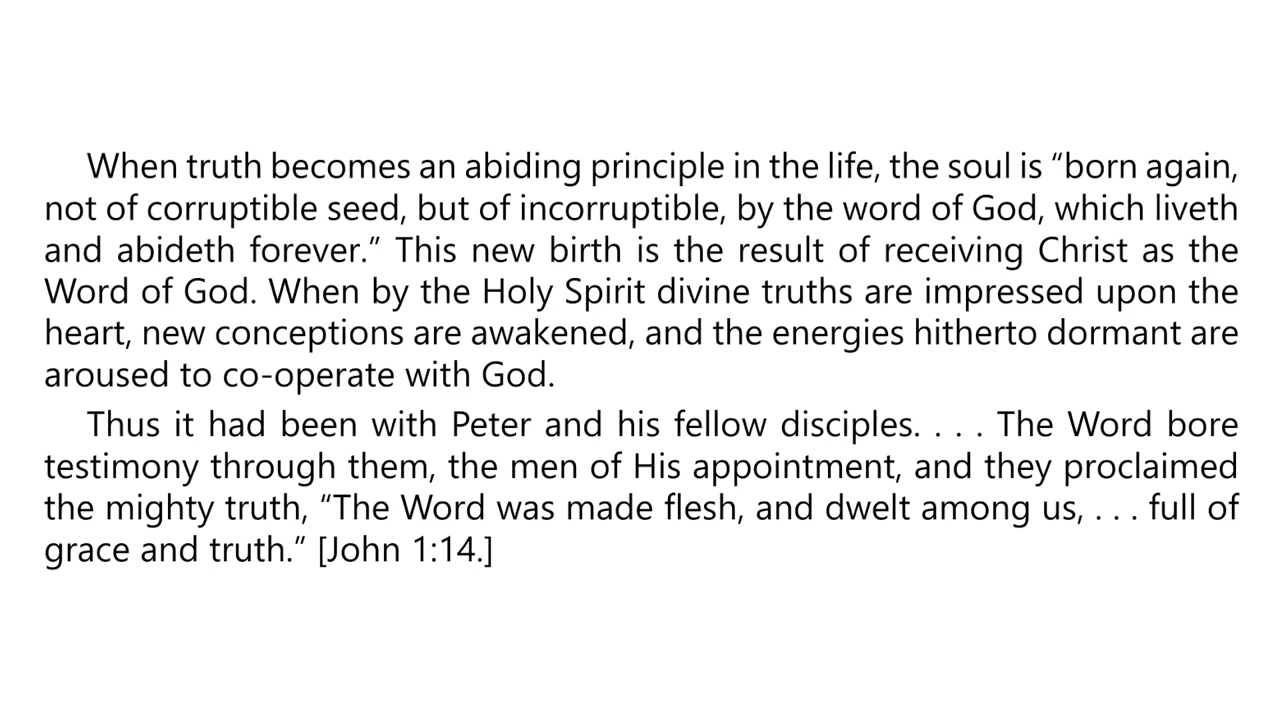 When truth becomes an abiding principle in the life, the soul is “born again,
not of corruptible seed, but of incorruptible, by the word of God, which liveth
and abideth forever.” This new birth is the result of receiving Christ as the
Word of God. When by the Holy Spirit divine truths are impressed upon the
heart, new conceptions are awakened, and the energies hitherto dormant are
aroused to co-operate with God.
Thus it had been with Peter and his fellow disciples. . . . The Word bore
testimony through them, the men of His appointment, and they proclaimed
the mighty truth, “The Word was made flesh, and dwelt among us, . . . full of
grace and truth.” [John 1:14.]